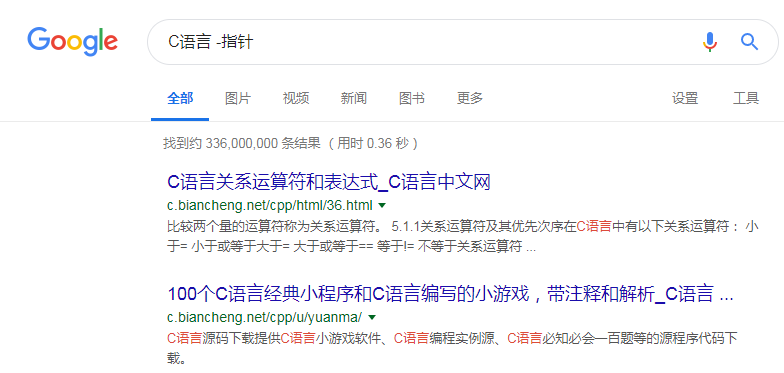 Google
C语言 -指针
全部 图片 视频 新闻 图书 更多 设置 工具
找到约 336,000,000 条结果 （用时 0.36 秒）
C语言关系运算符和表达式_C语言中文网
c.biancheng.net/cpp/html/36.html
比较两个量的运算符称为关系运算符。 5.1.1关系运算符及其优先次序在C语言中有以下关系运算符： 小
于= 小于或等于大于= 大于或等于== 等于!= 不等于关系运算符 ...
100个C语言经典小程序和C语言编写的小游戏，带注释和解析_C语言 ...
c.biancheng.net/cpp/u/yuanma/
C语言源码下载提供C语言小游戏软件、C语言编程实例源、C语言必知必会一百题等的源程序代码下
载。